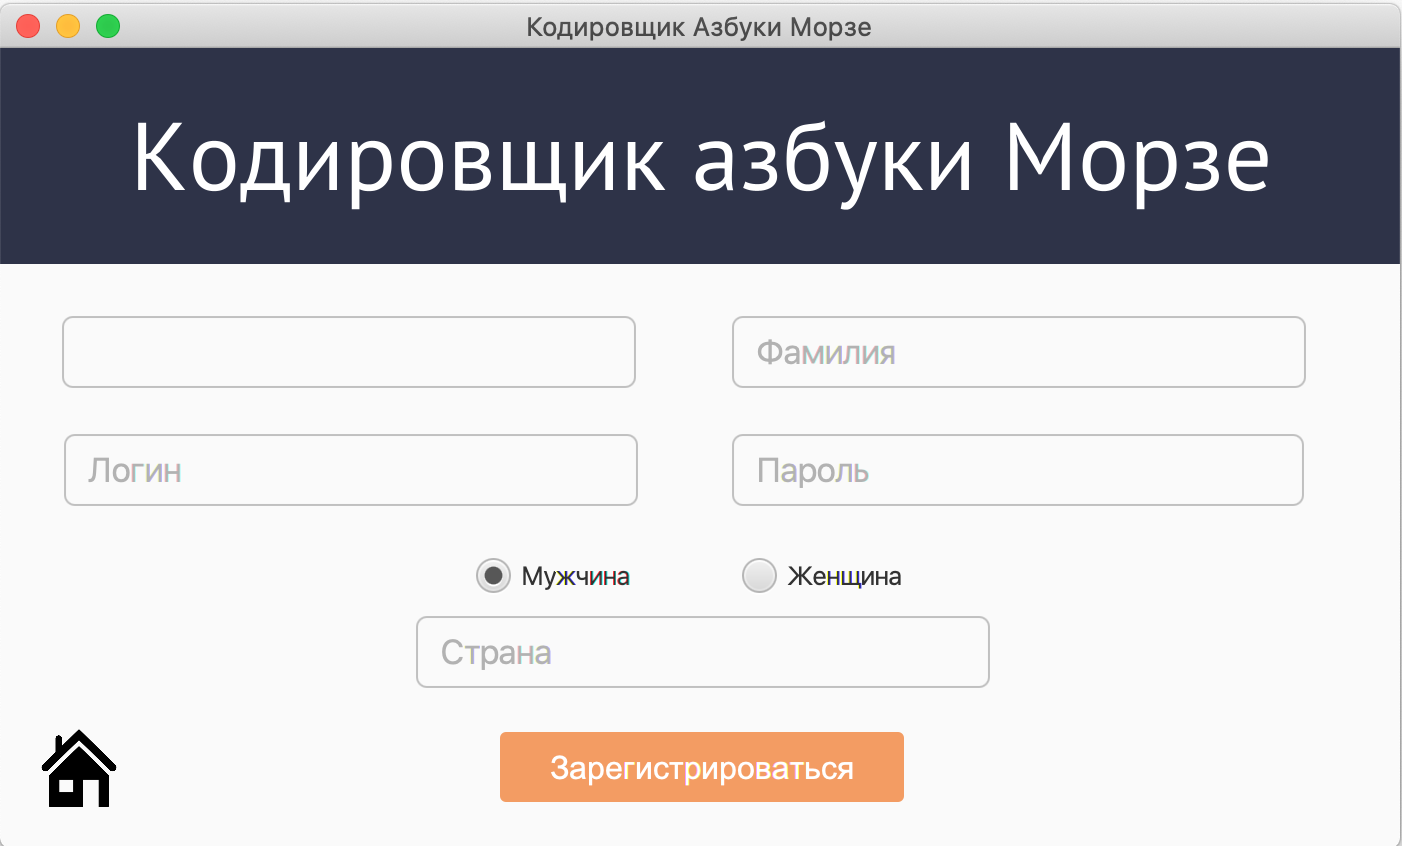 Кодировщик Азбуки Морзе
Кодировщик азбуки Морзе
Фамилия
Логин
Пароль
Мужчина
Женщина
Страна
Зарегистрироваться